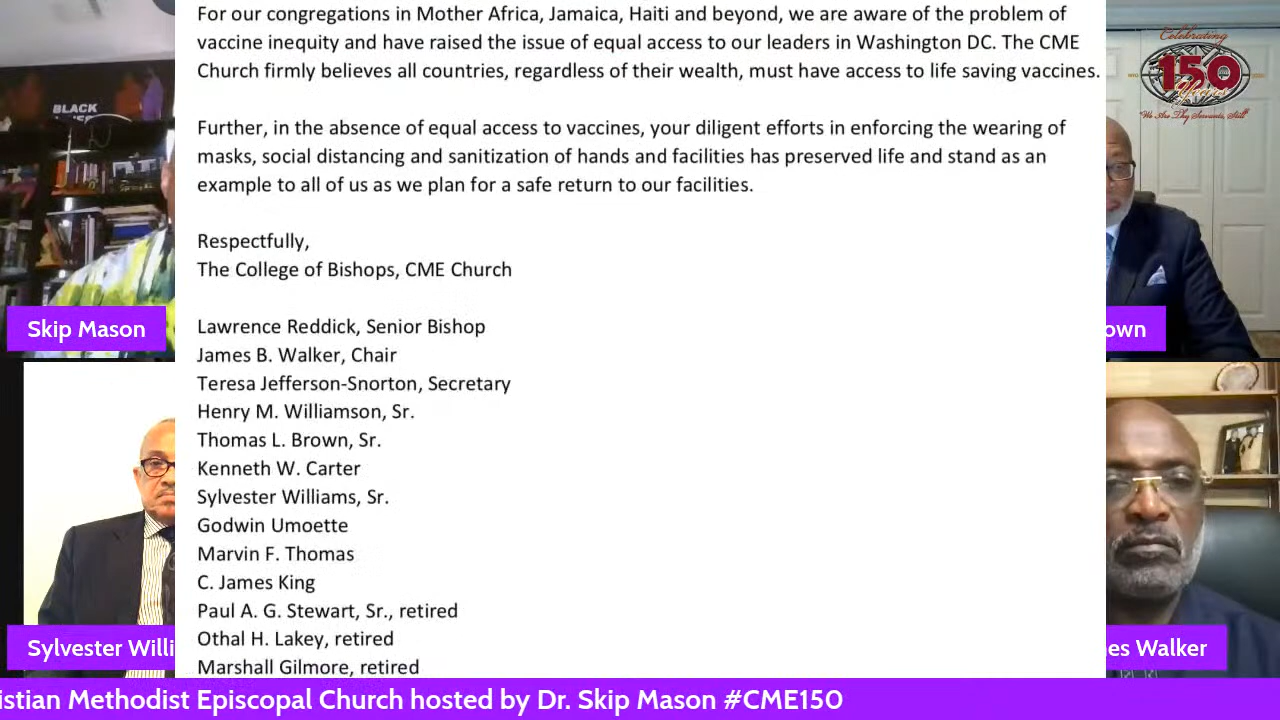 For our congregations in Mother Africa, Jamaica, Haiti and beyond, we are aware of the problem of
vaccine inequity and have raised the issue of equal access to our leaders in Washington DC. The CME
Church firmly believes all countries, regardless of their wealth, must have access to life saving vaccines.
Further, in the absence of equal access to vaccines, your diligent efforts in enforcing the wearing of
masks, social distancing and sanitization of hands and facilities has preserved life and stand as an
example to all of us as we plan for a safe return to our facilities.
Respectfully,
The College of Bishops, CME Church
Lawrence Reddick, Senior Bishop
James B. Walker, Chair
Teresa Jefferson-Snorton, Secretary
Henry M. Williamson, Sr.
Thomas L. Brown, Sr.
Kenneth W. Carter
Sylvester Williams, Sr.
Godwin Umoette
Marvin F. Thomas
C. James King
Paul A. G. Stewart, Sr., retired
Othal H. Lakey, retired
Marshall Gilmore, retired
BLACK
Skip Mason
Sylvester Willi
Celebrating
150
Years
"We Are Thy Servants, Still"
own
es Walker
istian Methodist Episcopal Church hosted by Dr. Skip Mason #CME150